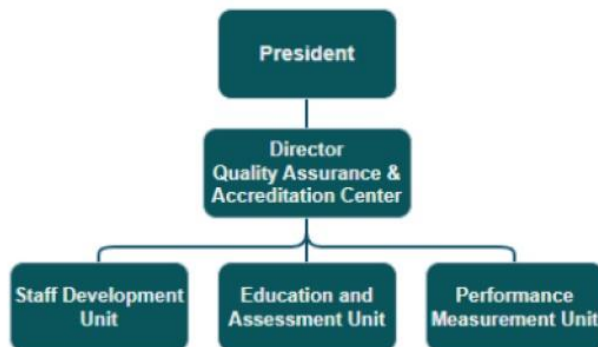 President
Director
Quality Assurance &
Accreditation Center
Staff Development
Unit
Education and
Assessment Unit
Performance
Measurement Unit